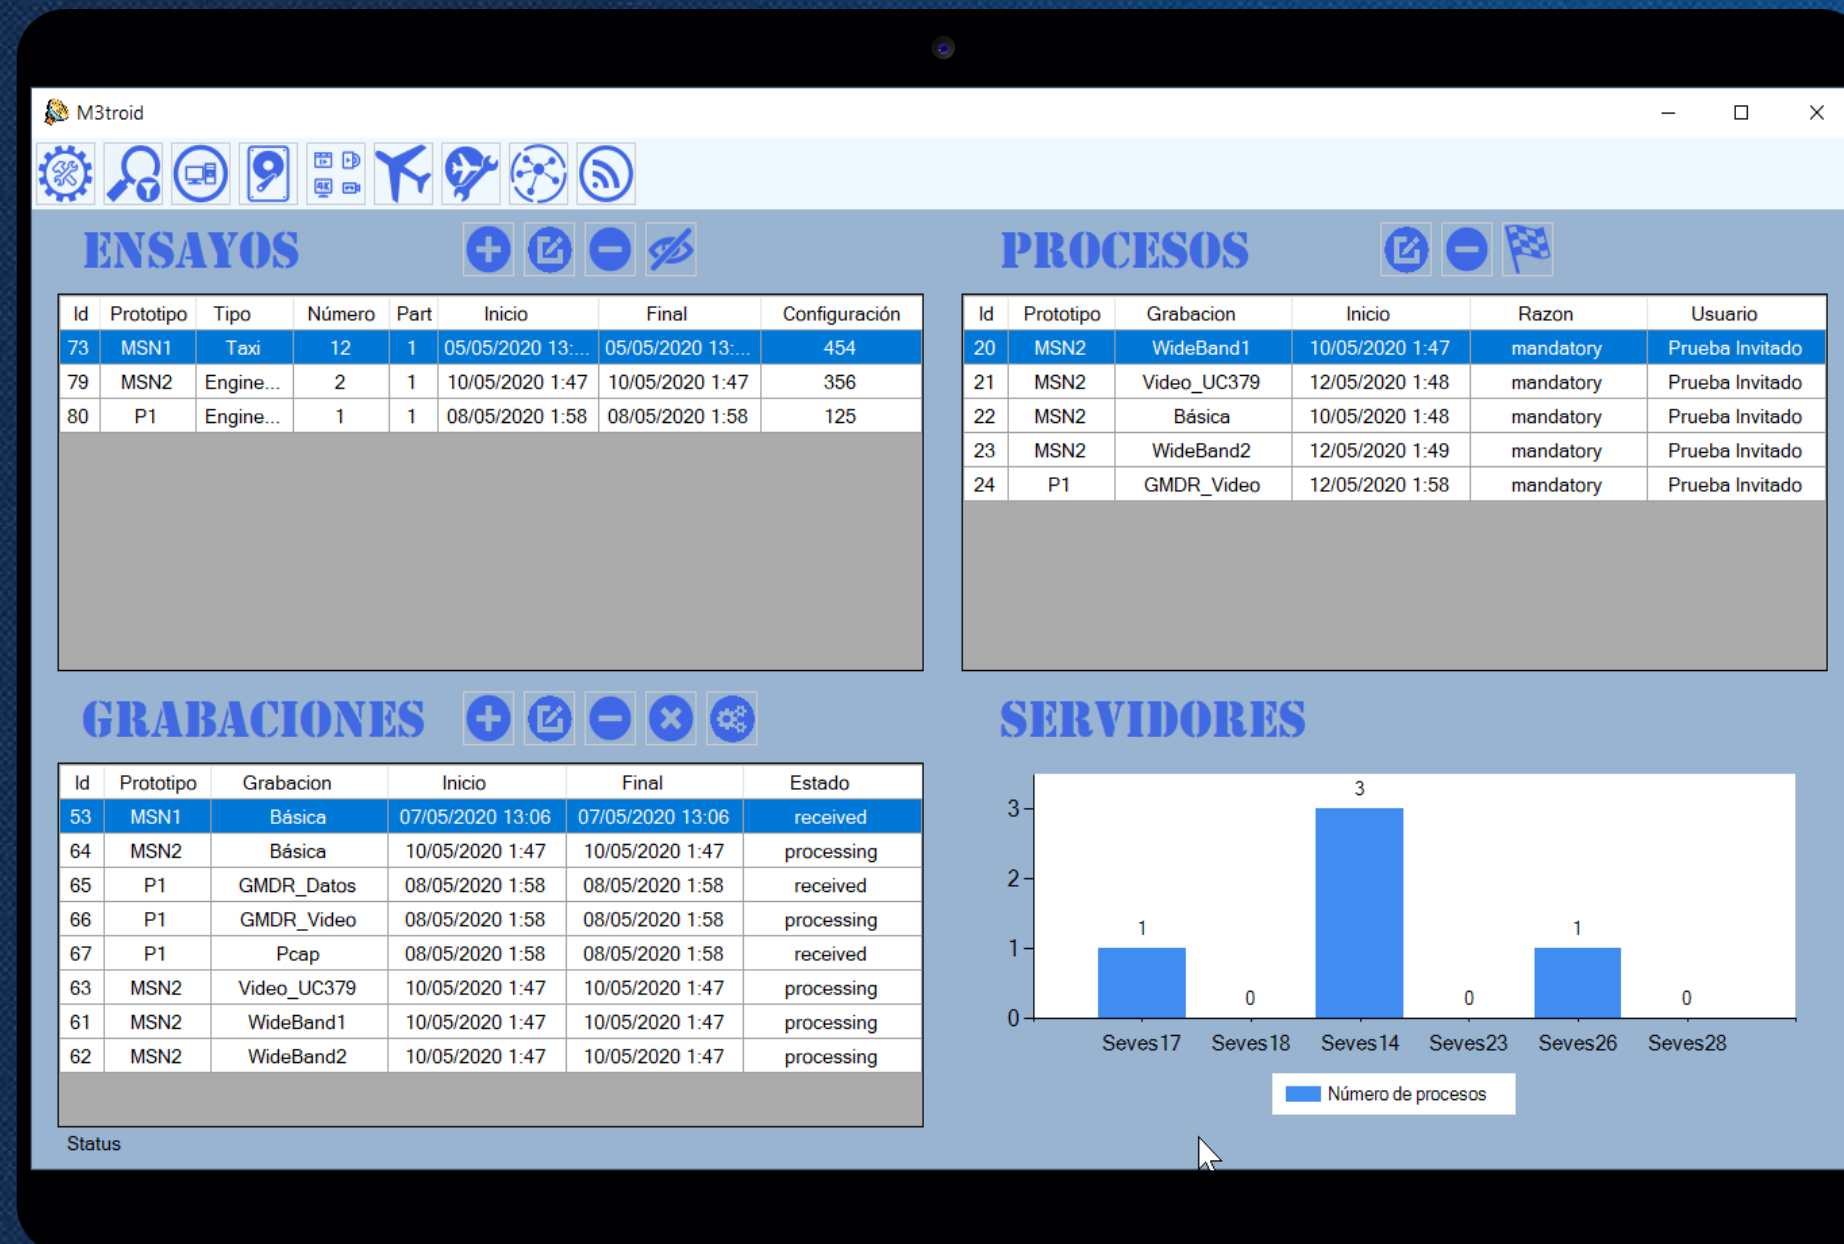 M3troid
ENSAYOS
Id Prototipo Tipo Número Part Inicio Final Configuración
73 MSN1 Taxi 12 1 05/05/2020 13:... 05/05/2020 13:... 454
79 MSN2 Engine... 2 1 10/05/2020 1:47 10/05/2020 1:47 356
80 P1 Engine... 1 1 08/05/2020 1:58 08/05/2020 1:58 125
PROCESOS
Id Prototipo Grabacion Inicio Razon Usuario
20 MSN2 WideBand1 10/05/2020 1:47 mandatory Prueba Invitado
21 MSN2 Video_UC379 12/05/2020 1:48 mandatory Prueba Invitado
22 MSN2 Básica 10/05/2020 1:48 mandatory Prueba Invitado
23 MSN2 WideBand2 12/05/2020 1:49 mandatory Prueba Invitado
24 P1 GMDR_Video 12/05/2020 1:58 mandatory Prueba Invitado
GRABACIONES
Id Prototipo Grabacion Inicio Final Estado
53 MSN1 Básica 07/05/2020 13:06 07/05/2020 13:06 received
64 MSN2 Básica 10/05/2020 1:47 10/05/2020 1:47 processing
65 P1 GMDR_Datos 08/05/2020 1:58 08/05/2020 1:58 received
66 P1 GMDR_Video 08/05/2020 1:58 08/05/2020 1:58 processing
67 P1 Pcap 08/05/2020 1:58 08/05/2020 1:58 received
63 MSN2 Video_UC379 10/05/2020 1:47 10/05/2020 1:47 processing
61 MSN2 WideBand1 10/05/2020 1:47 10/05/2020 1:47 processing
62 MSN2 WideBand2 10/05/2020 1:47 10/05/2020 1:47 processing
Status
SERVIDORES
3
2
1
0
1 0 3 0 1 0
Seves17 Seves18 Seves14 Seves23 Seves26 Seves28
Número de procesos
4K